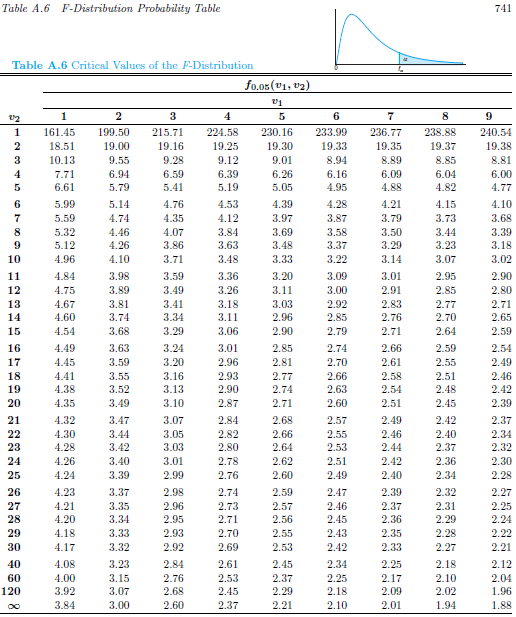 Table A.6 F-Distribution Probability Table 741
0 fα
α
Table A.6 Critical Values of the F-Distribution
f0.05(v1, v2)
v1
v2 1 2 3 4 5 6 7 8 9
1 161.45 199.50 215.71 224.58 230.16 233.99 236.77 238.88 240.54
2 18.51 19.00 19.16 19.25 19.30 19.33 19.35 19.37 19.38
3 10.13 9.55 9.28 9.12 9.01 8.94 8.89 8.85 8.81
4 7.71 6.94 6.59 6.39 6.26 6.16 6.09 6.04 6.00
5 6.61 5.79 5.41 5.19 5.05 4.95 4.88 4.82 4.77
6 5.99 5.14 4.76 4.53 4.39 4.28 4.21 4.15 4.10
7 5.59 4.74 4.35 4.12 3.97 3.87 3.79 3.73 3.68
8 5.32 4.46 4.07 3.84 3.69 3.58 3.50 3.44 3.39
9 5.12 4.26 3.86 3.63 3.48 3.37 3.29 3.23 3.18
10 4.96 4.10 3.71 3.48 3.33 3.22 3.14 3.07 3.02
11 4.84 3.98 3.59 3.36 3.20 3.09 3.01 2.95 2.90
12 4.75 3.89 3.49 3.26 3.11 3.00 2.91 2.85 2.80
13 4.67 3.81 3.41 3.18 3.03 2.92 2.83 2.77 2.71
14 4.60 3.74 3.34 3.11 2.96 2.85 2.76 2.70 2.65
15 4.54 3.68 3.29 3.06 2.90 2.79 2.71 2.64 2.59
16 4.49 3.63 3.24 3.01 2.85 2.74 2.66 2.59 2.54
17 4.45 3.59 3.20 2.96 2.81 2.70 2.61 2.55 2.49
18 4.41 3.55 3.16 2.93 2.77 2.66 2.58 2.51 2.46
19 4.38 3.52 3.13 2.90 2.74 2.63 2.54 2.48 2.42
20 4.35 3.49 3.10 2.87 2.71 2.60 2.51 2.45 2.39
21 4.32 3.47 3.07 2.84 2.68 2.57 2.49 2.42 2.37
22 4.30 3.44 3.05 2.82 2.66 2.55 2.46 2.40 2.34
23 4.28 3.42 3.03 2.80 2.64 2.53 2.44 2.37 2.32
24 4.26 3.40 3.01 2.78 2.62 2.51 2.42 2.36 2.30
25 4.24 3.39 2.99 2.76 2.60 2.49 2.40 2.34 2.28
26 4.23 3.37 2.98 2.74 2.59 2.47 2.39 2.32 2.27
27 4.21 3.35 2.96 2.73 2.57 2.46 2.37 2.31 2.25
28 4.20 3.34 2.95 2.71 2.56 2.45 2.36 2.29 2.24
29 4.18 3.33 2.93 2.70 2.55 2.43 2.35 2.28 2.22
30 4.17 3.32 2.92 2.69 2.53 2.42 2.33 2.27 2.21
40 4.08 3.23 2.84 2.61 2.45 2.34 2.25 2.18 2.12
60 4.00 3.15 2.76 2.53 2.37 2.25 2.17 2.10 2.04
120 3.92 3.07 2.68 2.45 2.29 2.18 2.09 2.02 1.96
∞ 3.84 3.00 2.60 2.37 2.21 2.10 2.01 1.94 1.88